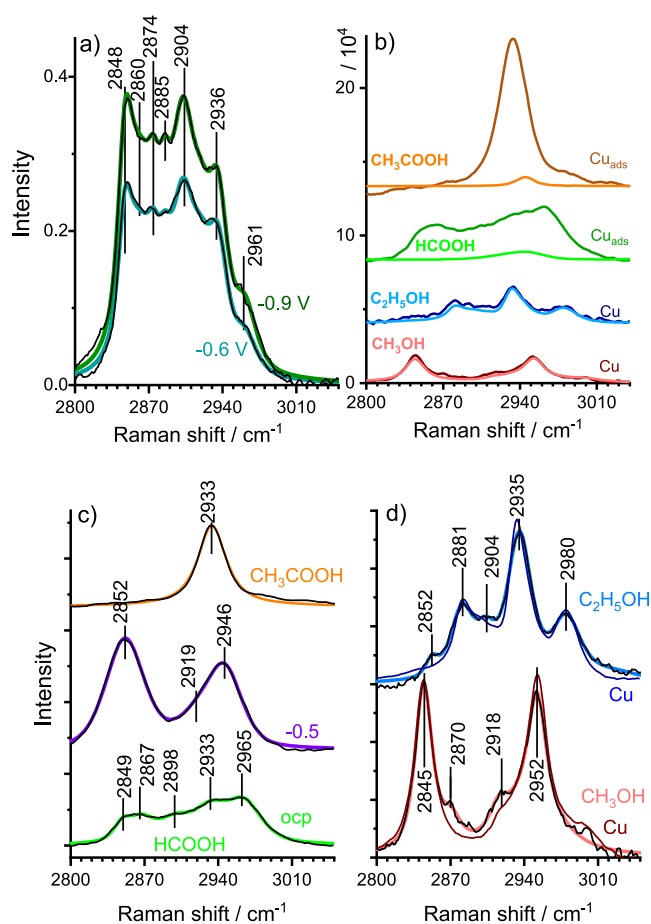 a)
2848
2860
2874
2885
2904
2936
2961
0.4
0.2
0.0
Intensity
-0.9 V
-0.6 V
2800 2870 2940 3010
Raman shift / cm-1
b)
/ 10⁴
20
10
0
CH₃COOH
Cuads
HCOOH
Cuads
C₂H₅OH
Cu
CH₃OH
Cu
2800 2870 2940 3010
Raman shift / cm-1
c)
2933
CH₃COOH
2852
2919
2946
-0.5
2849
2867
2898
2933
2965
ocp
HCOOH
Intensity
2800 2870 2940 3010
Raman shift / cm-1
d)
2852
2881
2904
2935
2980
C₂H₅OH
Cu
2845
2870
2918
2952
CH₃OH
Cu
2800 2870 2940 3010
Raman shift / cm-1